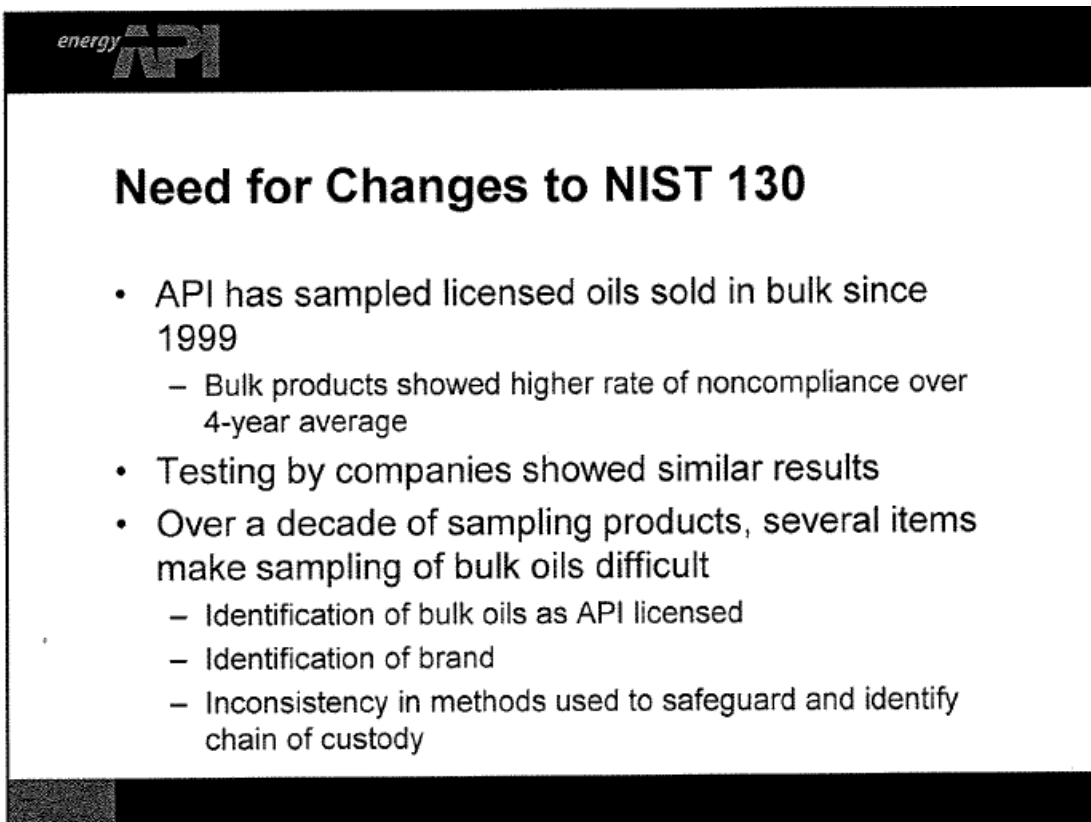 energy API
Need for Changes to NIST 130
• API has sampled licensed oils sold in bulk since
1999
– Bulk products showed higher rate of noncompliance over
4-year average
• Testing by companies showed similar results
• Over a decade of sampling products, several items
make sampling of bulk oils difficult
– Identification of bulk oils as API licensed
– Identification of brand
– Inconsistency in methods used to safeguard and identify
chain of custody